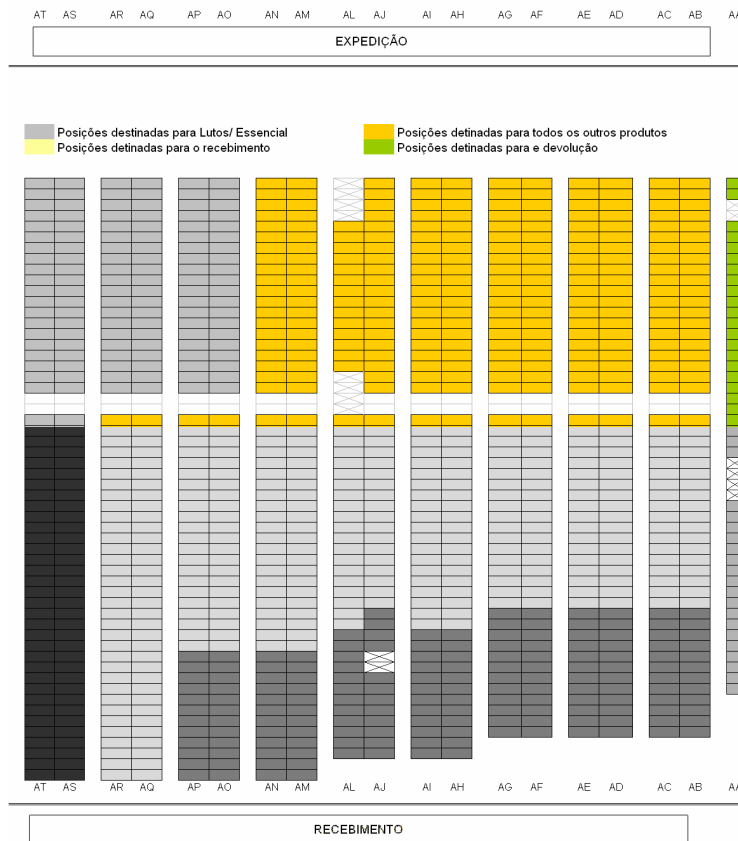 AT AS AR AQ AP AO AN AM AL AJ AI AH AG AF AE AD AC AB AA
EXPEDIÇÃO
Posições destinadas para Lutos/ Essencial
Posições detinadas para o recebimento
Posições detinadas para todos os outros produtos
Posições detinadas para e devolução
AT AS AR AQ AP AO AN AM AL AJ AI AH AG AF AE AD AC AB AA
RECEBIMENTO